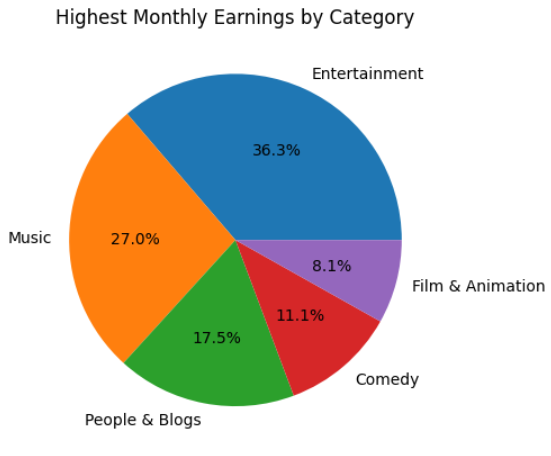 Highest Monthly Earnings by Category
Entertainment
36.3%
Music
27.0%
8.1%
Film & Animation
11.1%
17.5%
Comedy
People & Blogs